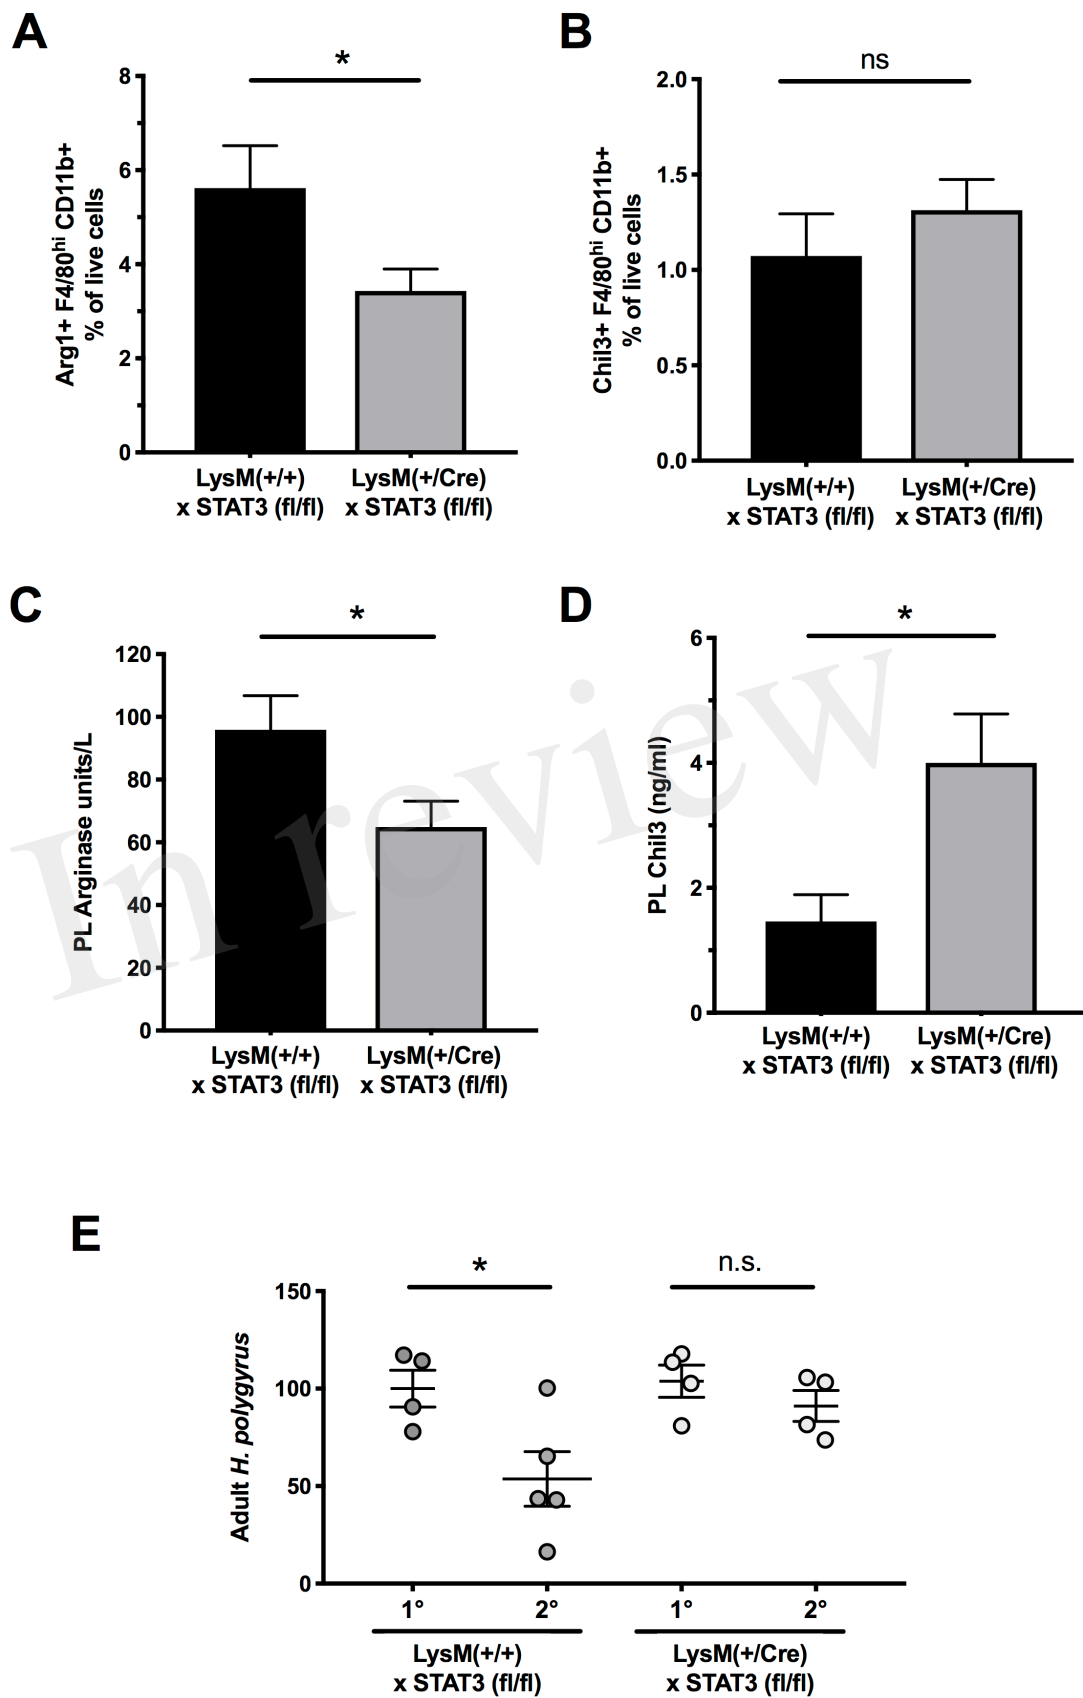 A
*
8
6
4
2
0
Arg1+ F4/80hi CD11b+
% of live cells
LysM(+/+)
x STAT3 (fl/fl)
LysM(+/Cre)
x STAT3 (fl/fl)
B
ns
2.0
1.5
1.0
0.5
0.0
Chil3+ F4/80hi CD11b+
% of live cells
LysM(+/+)
x STAT3 (fl/fl)
LysM(+/Cre)
x STAT3 (fl/fl)
C
*
120
100
80
60
40
20
0
PL Arginase units/L
LysM(+/+)
x STAT3 (fl/fl)
LysM(+/Cre)
x STAT3 (fl/fl)
D
*
6
4
2
0
PL Chil3 (ng/ml)
LysM(+/+)
x STAT3 (fl/fl)
LysM(+/Cre)
x STAT3 (fl/fl)
In review
E
*
n.s.
150
100
50
0
Adult H. polygyrus
1°
2°
1°
2°
LysM(+/+)
x STAT3 (fl/fl)
LysM(+/Cre)
x STAT3 (fl/fl)